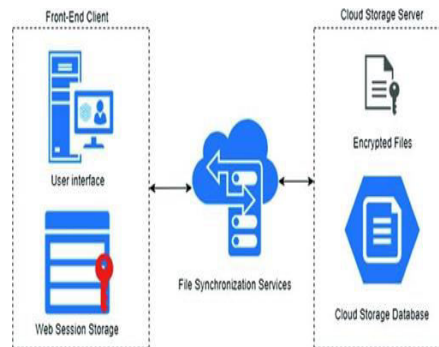 Front-End Client
Cloud Storage Server
User interface
Encrypted Files
File Synchronization Services
Web Session Storage
Cloud Storage Database